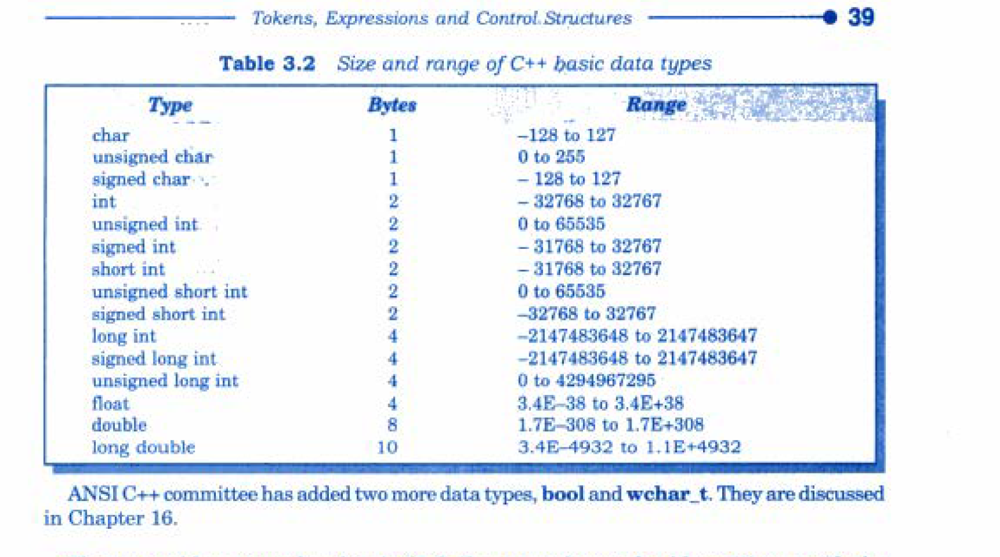 Tokens, Expressions and Control Structures 39
Table 3.2 Size and range of C++ basic data types
Type Bytes Range
char 1 –128 to 127
unsigned char 1 0 to 255
signed char 1 – 128 to 127
int 2 – 32768 to 32767
unsigned int 2 0 to 65535
signed int 2 – 31768 to 32767
short int 2 – 31768 to 32767
unsigned short int 2 0 to 65535
signed short int 2 –32768 to 32767
long int 4 –2147483648 to 2147483647
signed long int 4 –2147483648 to 2147483647
unsigned long int 4 0 to 4294967295
float 4 3.4E–38 to 3.4E+38
double 8 1.7E–308 to 1.7E+308
long double 10 3.4E–4932 to 1.1E+4932
ANSI C++ committee has added two more data types, bool and wchar_t. They are discussed
in Chapter 16.